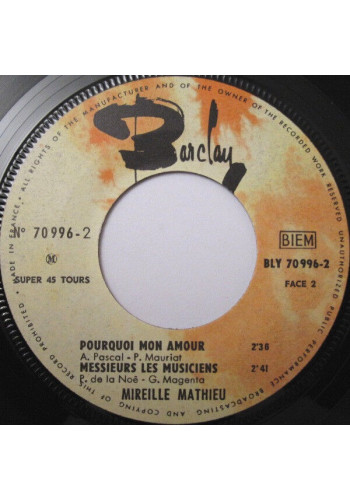 ALL RIGHTS OF THE MANUFACTURER AND OF THE OWNER OF THE RECORDED WORK RESERVED
UNAUTHORIZED PUBLIC PERFORMANCE
BROADCASTING AND COPYING OF THIS RECORD PROHIBITED
• MADE IN FRANCE •
Barclay
Nº 70996-2
BIEM
M
BLY 70996-2
SUPER 45 TOURS
FACE 2
POURQUOI MON AMOUR 2'36
A. Pascal - P. Mauriat
MESSIEURS LES MUSICIENS 2'41
P. de la Noë - G. Magenta
MIREILLE MATHIEU